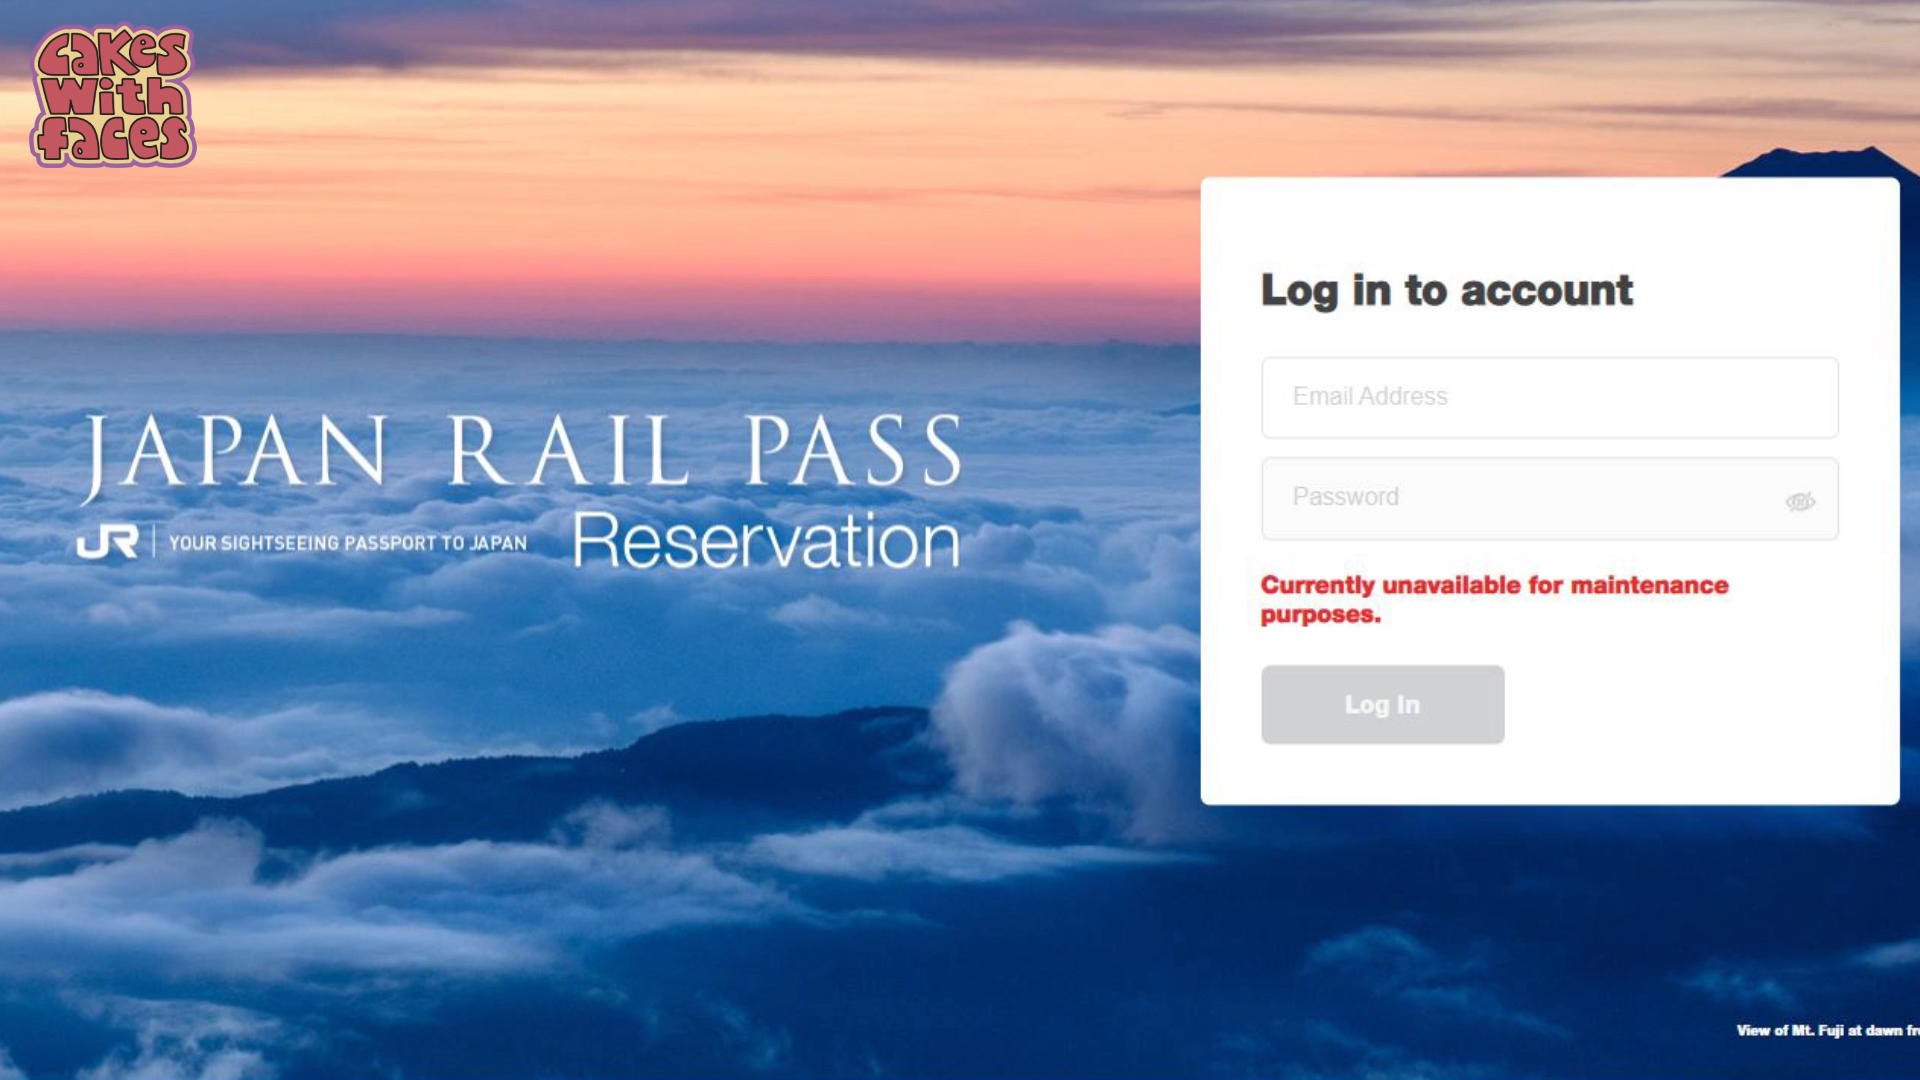 Cakes
With
faces
Log in to account
Email Address
Password
Currently unavailable for maintenance
purposes.
Log In
JAPAN RAIL PASS
JR | YOUR SIGHTSEEING PASSPORT TO JAPAN Reservation
View of Mt. Fuji at dawn